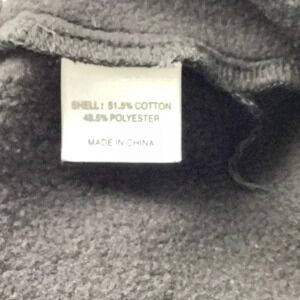 SHELL: 51.5% COTTON
48.5% POLYESTER
MADE IN CHINA